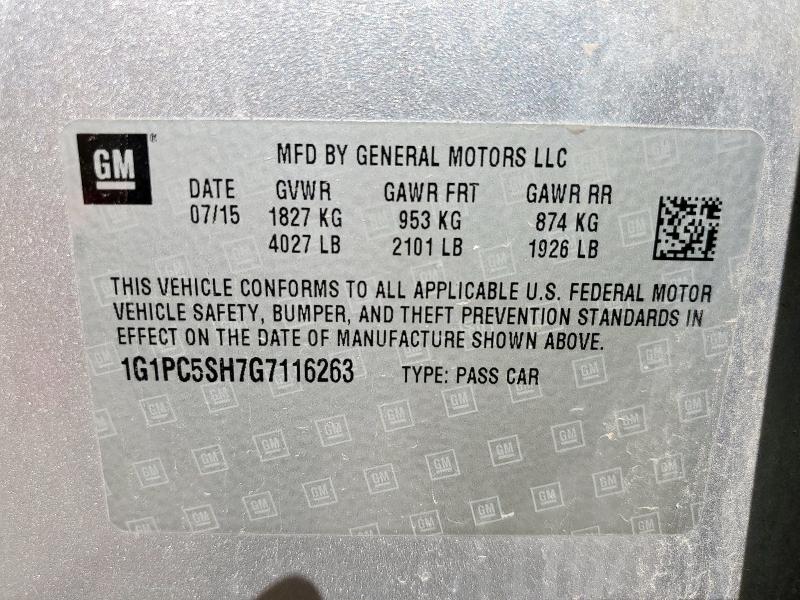 GM®
MFD BY GENERAL MOTORS LLC
DATE GVWR GAWR FRT GAWR RR
07/15 1827 KG 953 KG 874 KG
4027 LB 2101 LB 1926 LB
THIS VEHICLE CONFORMS TO ALL APPLICABLE U.S. FEDERAL MOTOR
VEHICLE SAFETY, BUMPER, AND THEFT PREVENTION STANDARDS IN
EFFECT ON THE DATE OF MANUFACTURE SHOWN ABOVE.
1G1PC5SH7G7116263 TYPE: PASS CAR